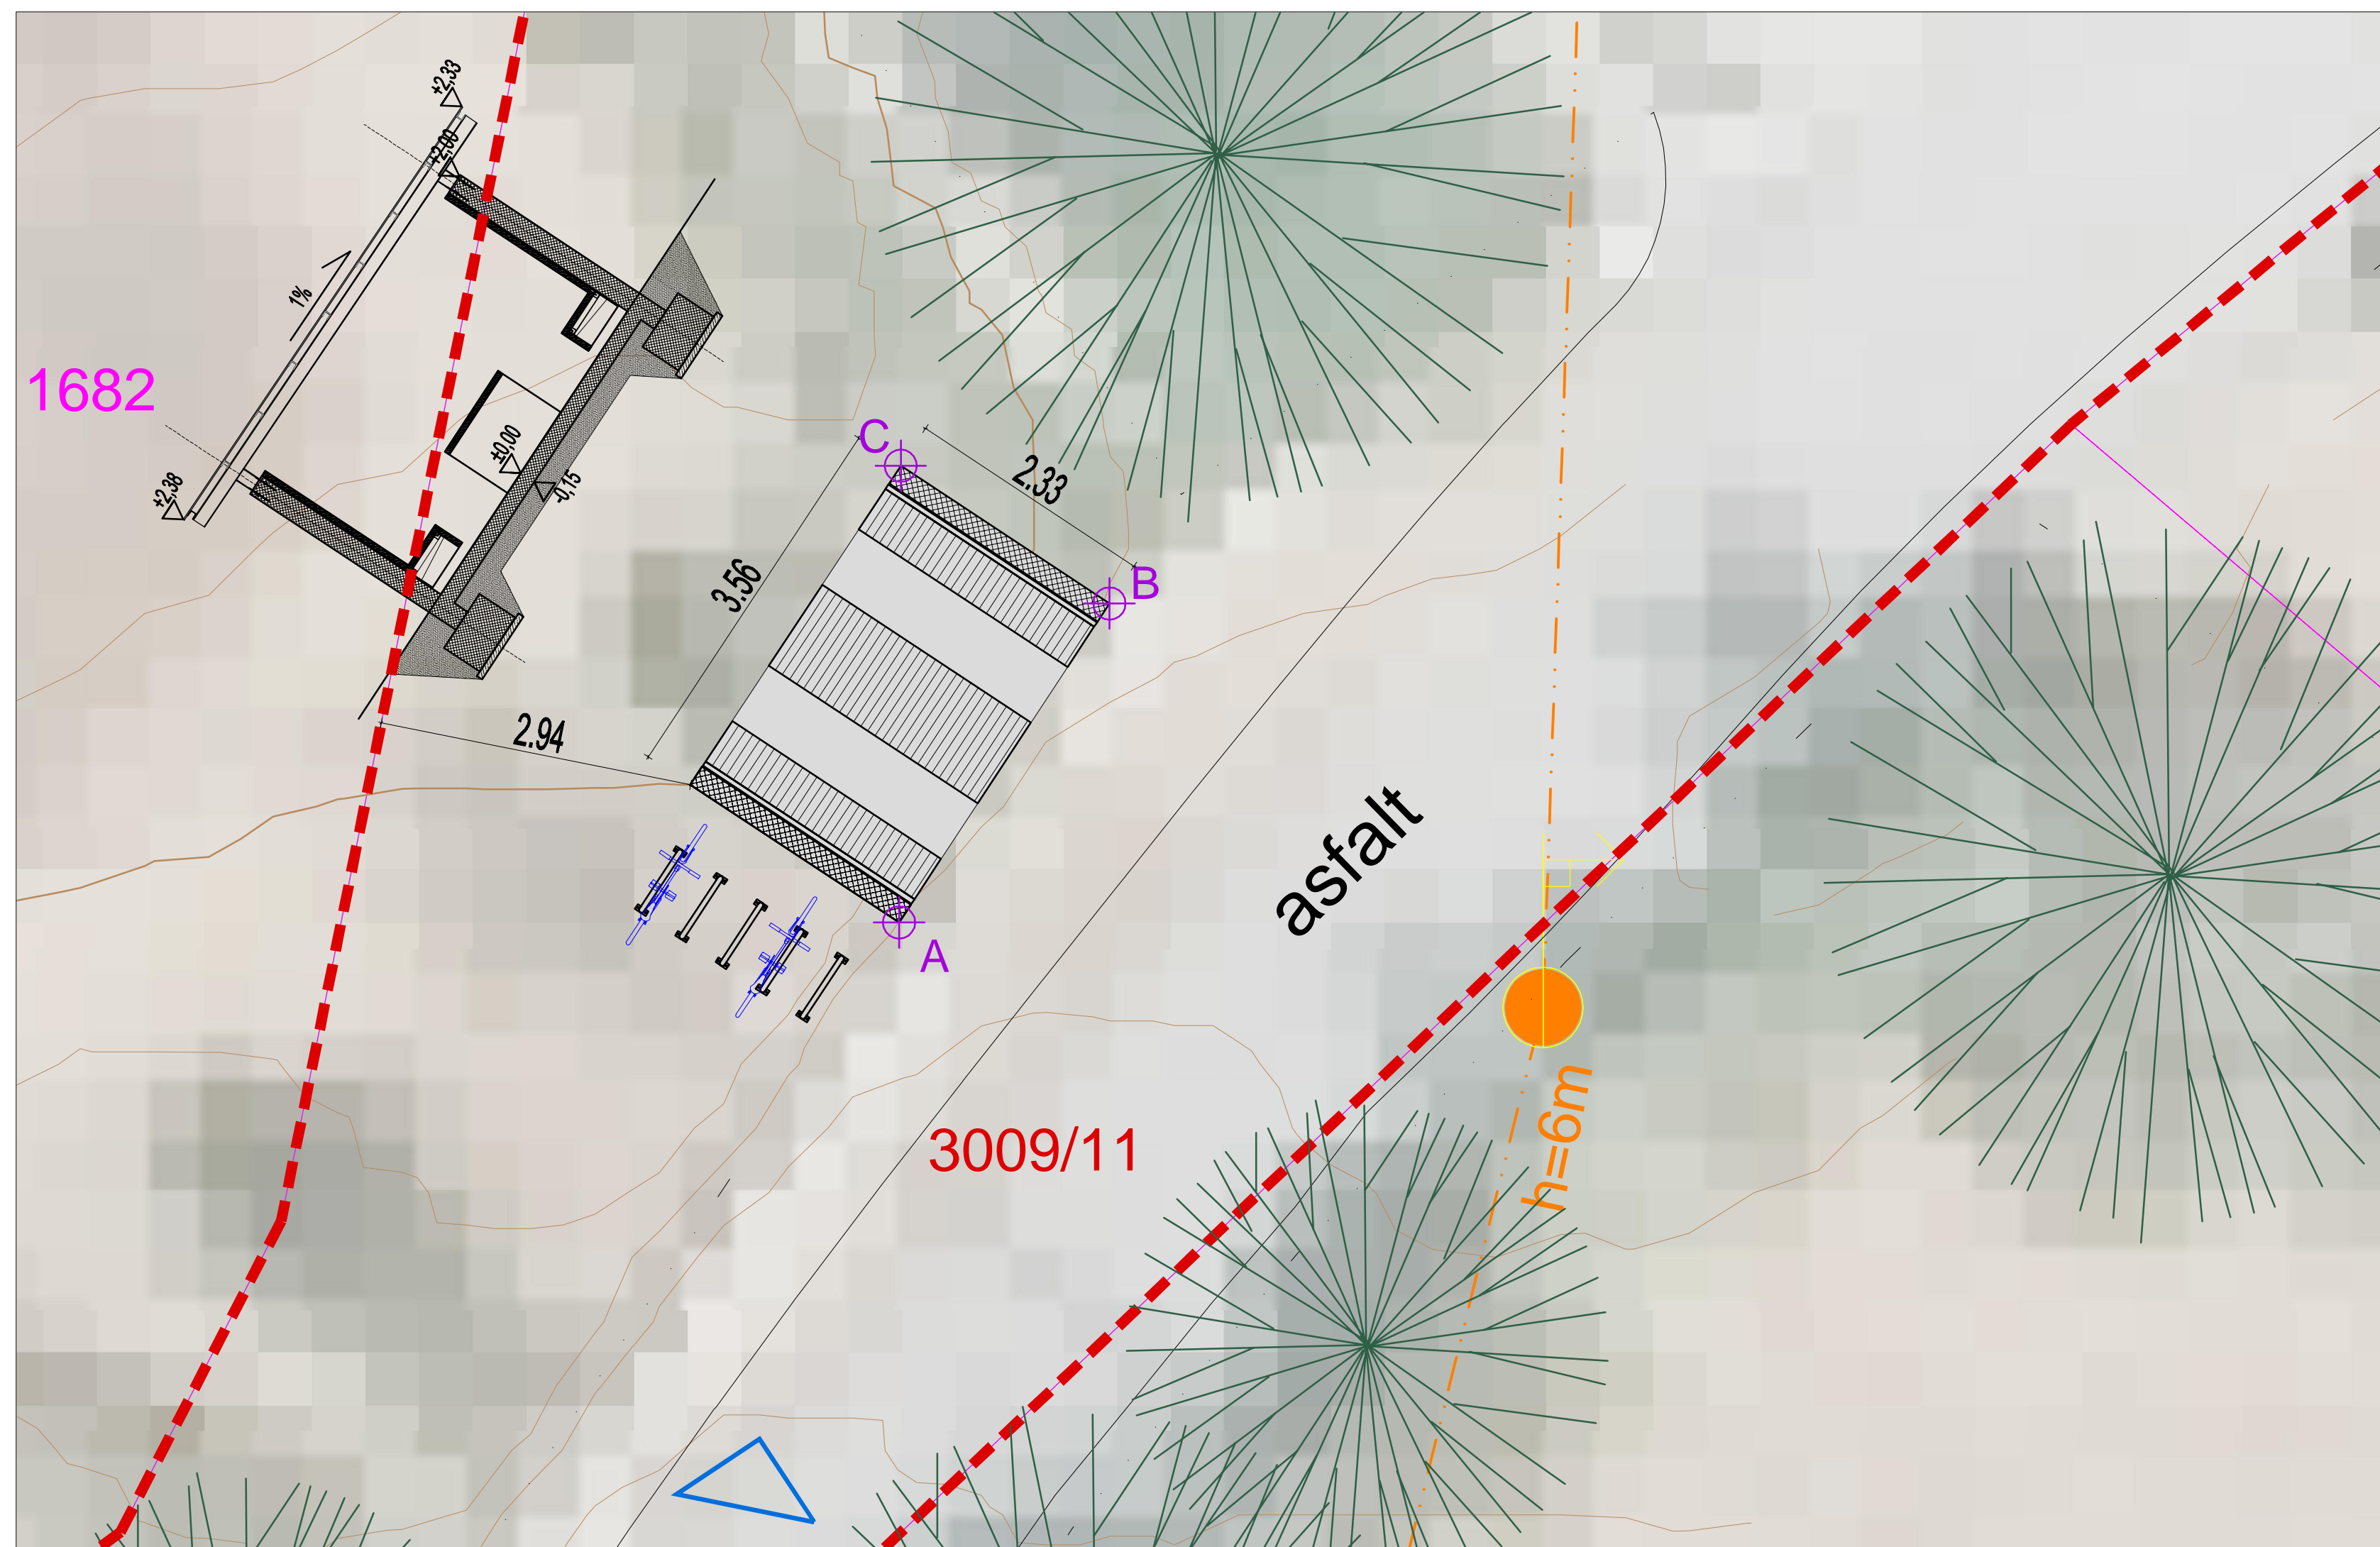 +2,33
+2,00
1%
1682
±0,00
-0,15
+2,38
C
2.33
B
3.56
2.94
asfalt
A
h=6m
3009/11